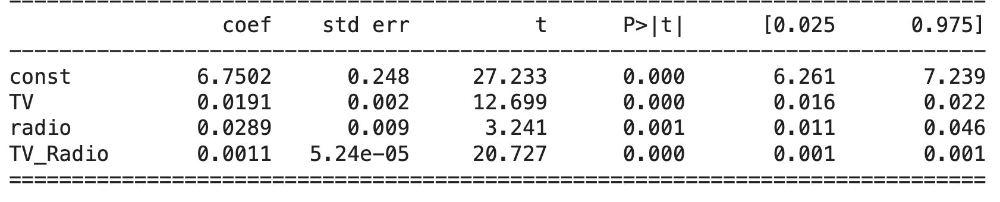 coef std err t P>|t| [0.025 0.975]
const 6.7502 0.248 27.233 0.000 6.261 7.239
TV 0.0191 0.002 12.699 0.000 0.016 0.022
radio 0.0289 0.009 3.241 0.001 0.011 0.046
TV_Radio 0.0011 5.24e-05 20.727 0.000 0.001 0.001